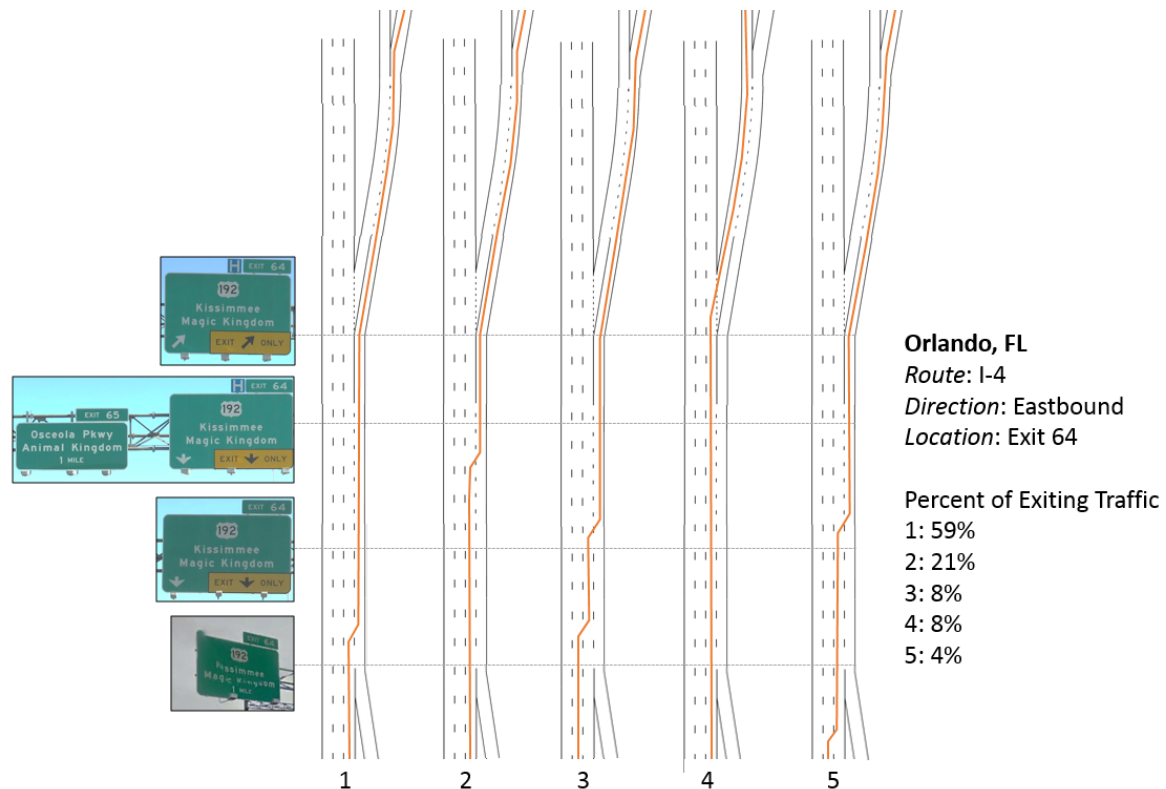 H EXIT 64
192
Kissimmee
Magic Kingdom
EXIT ONLY
EXIT 65
Osceola Pkwy
Animal Kingdom
1 MILE
H EXIT 64
192
Kissimmee
Magic Kingdom
EXIT ONLY
EXIT 64
192
Kissimmee
Magic Kingdom
EXIT ONLY
EXIT 64
192
Kissimmee
Magic Kingdom
1 MILE
Orlando, FL
Route: I-4
Direction: Eastbound
Location: Exit 64
Percent of Exiting Traffic
1: 59%
2: 21%
3: 8%
4: 8%
5: 4%
1 2 3 4 5